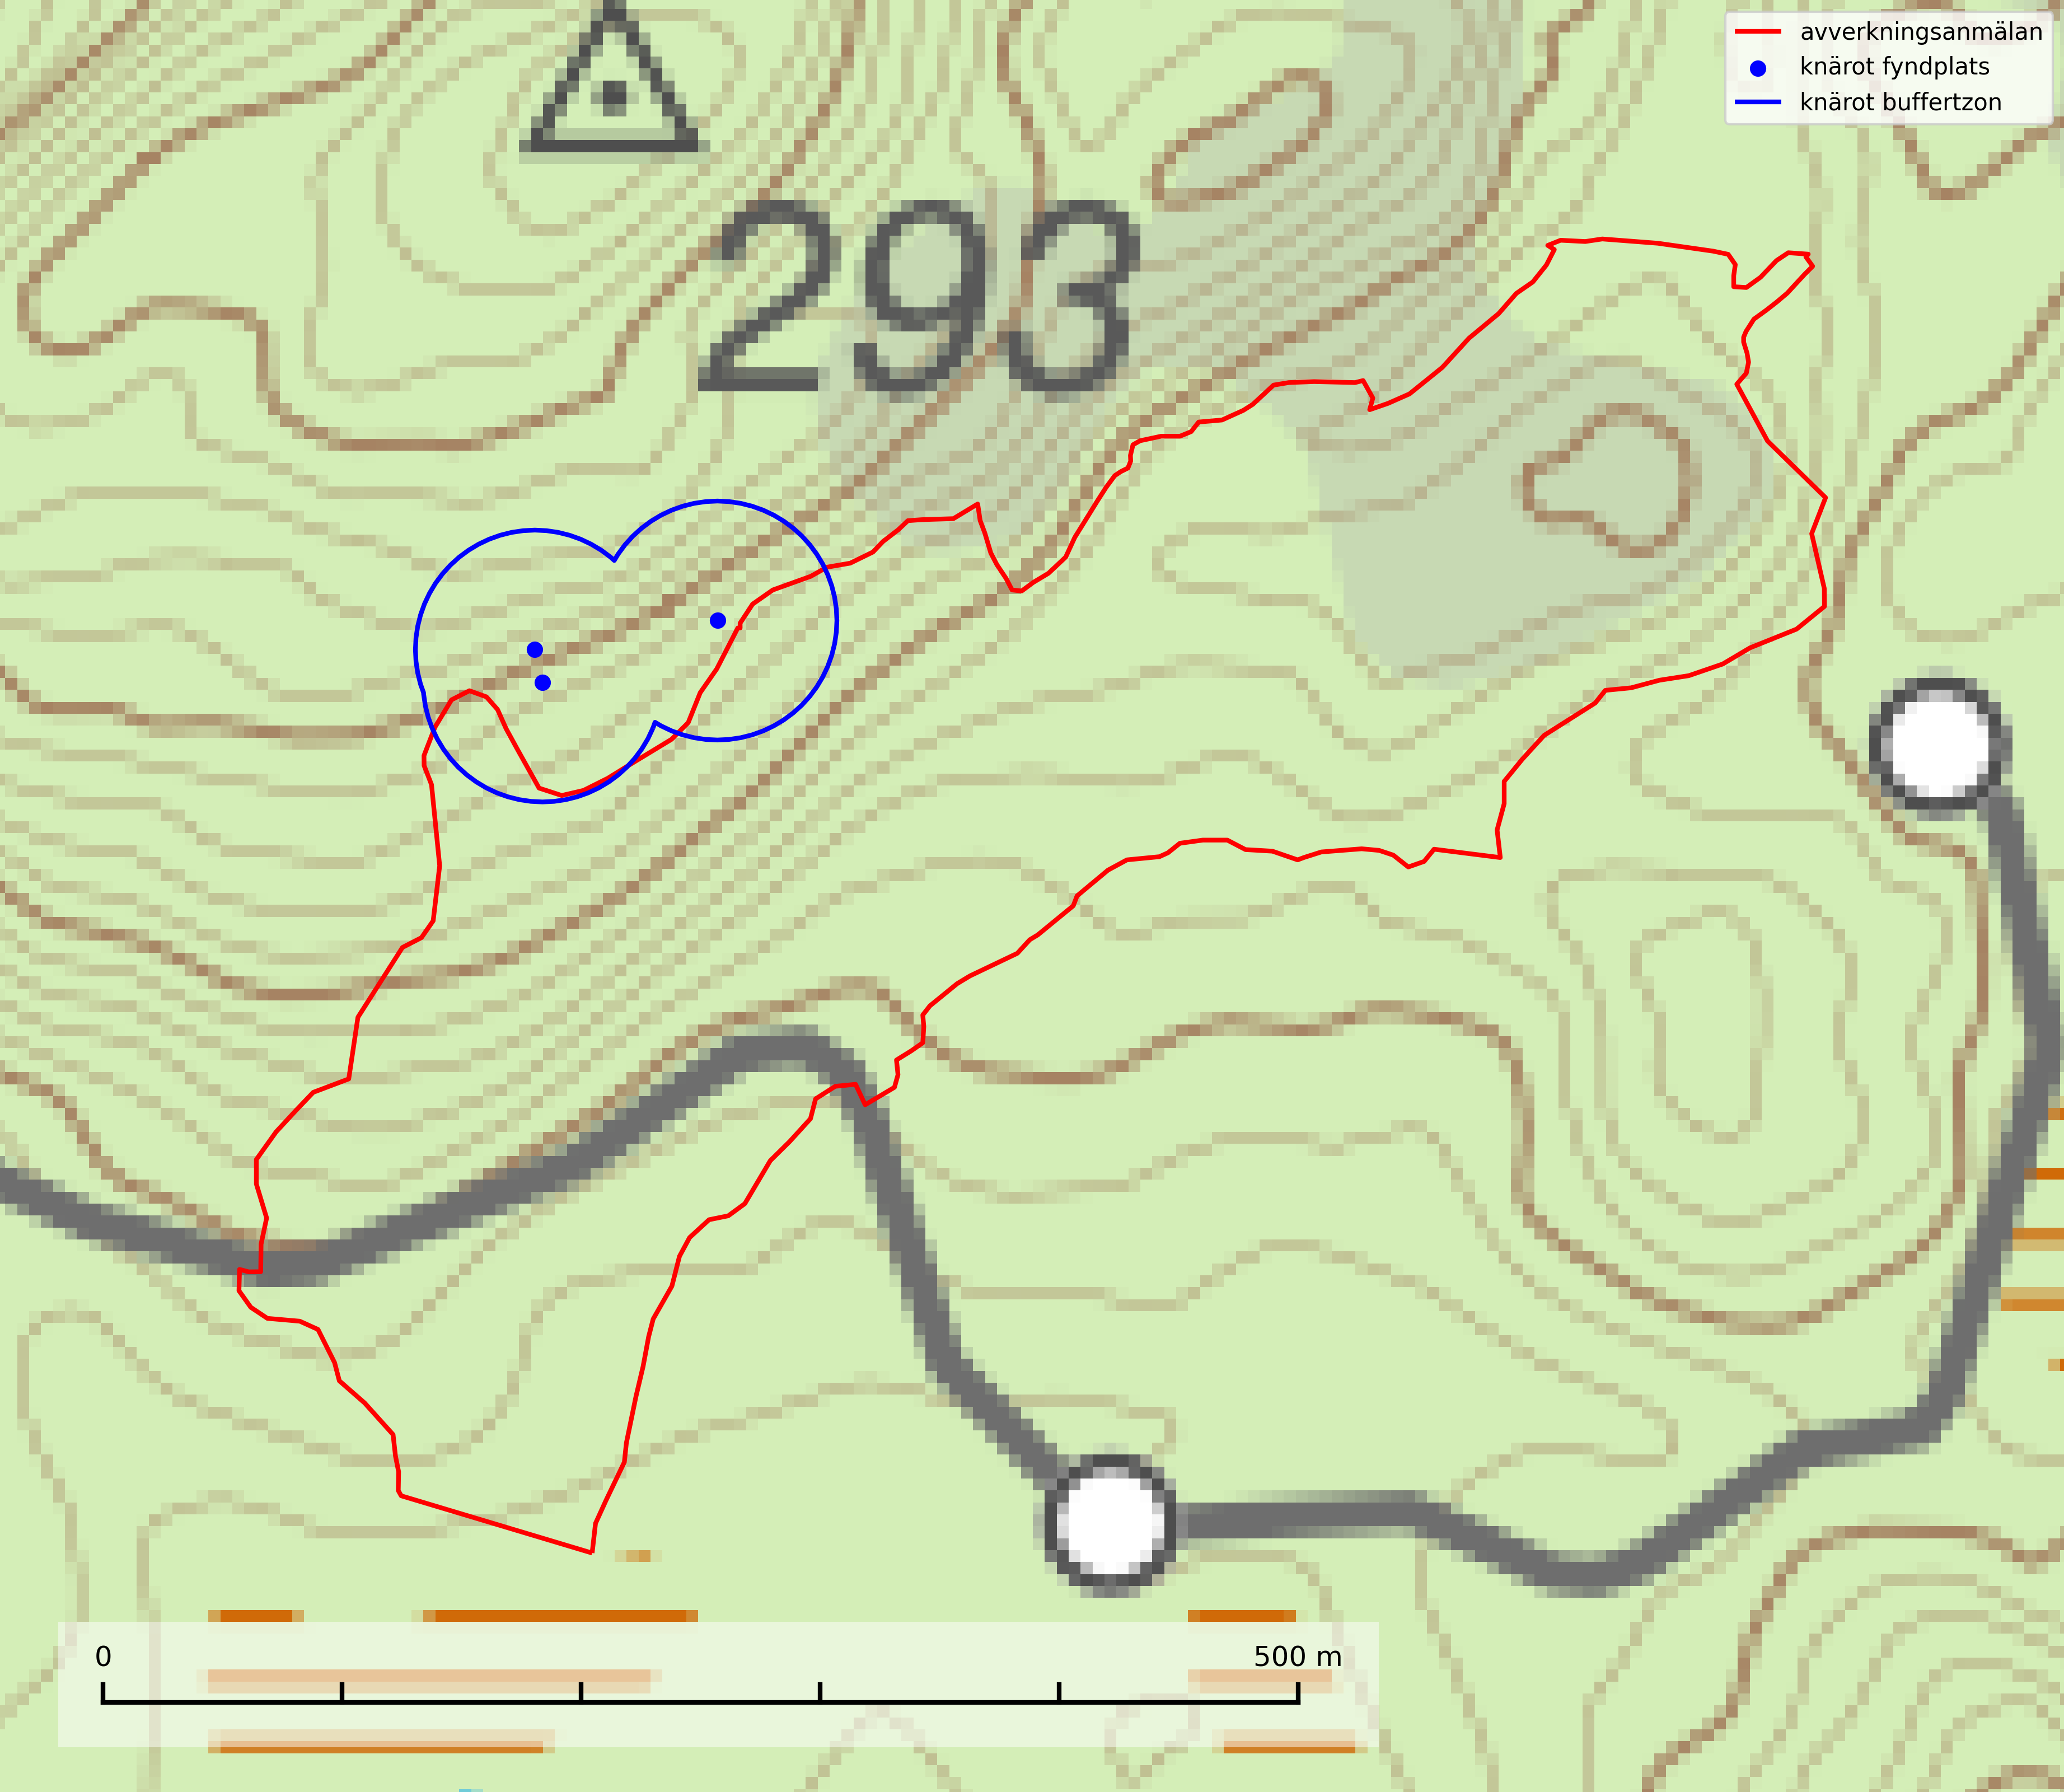 avverkningsanmälan
knärot fyndplats
knärot buffertzon
293
0 500 m